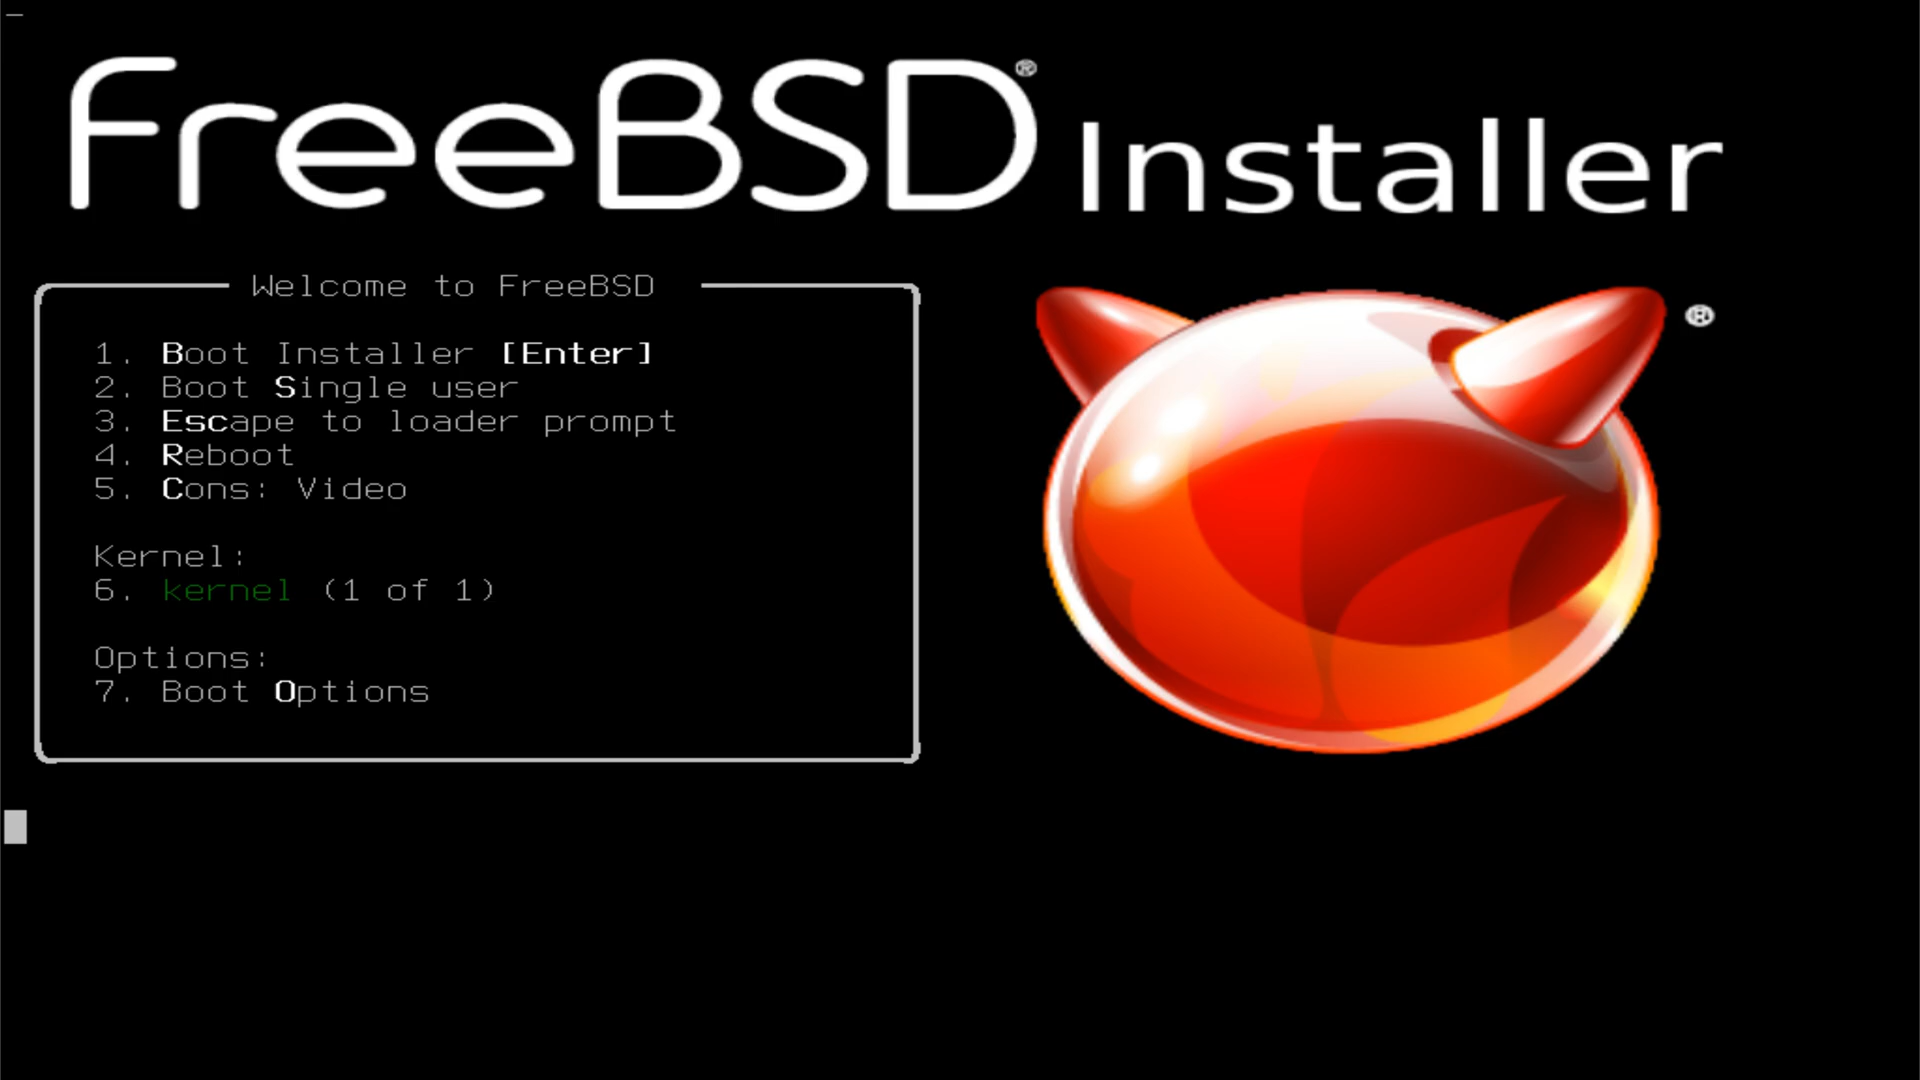 FreeBSD® Installer
Welcome to FreeBSD
1. Boot Installer [Enter]
2. Boot Single user
3. Escape to loader prompt
4. Reboot
5. Cons: Video
Kernel:
6. kernel (1 of 1)
Options:
7. Boot Options
®